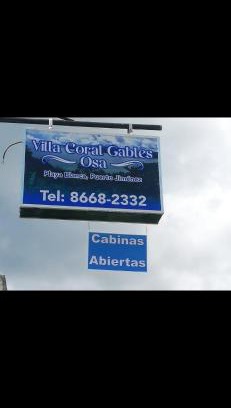 Villa Coral Gables
Osa
Playa Blanca, Puerto Jiménez
Tel: 8668-2332
Cabinas
Abiertas